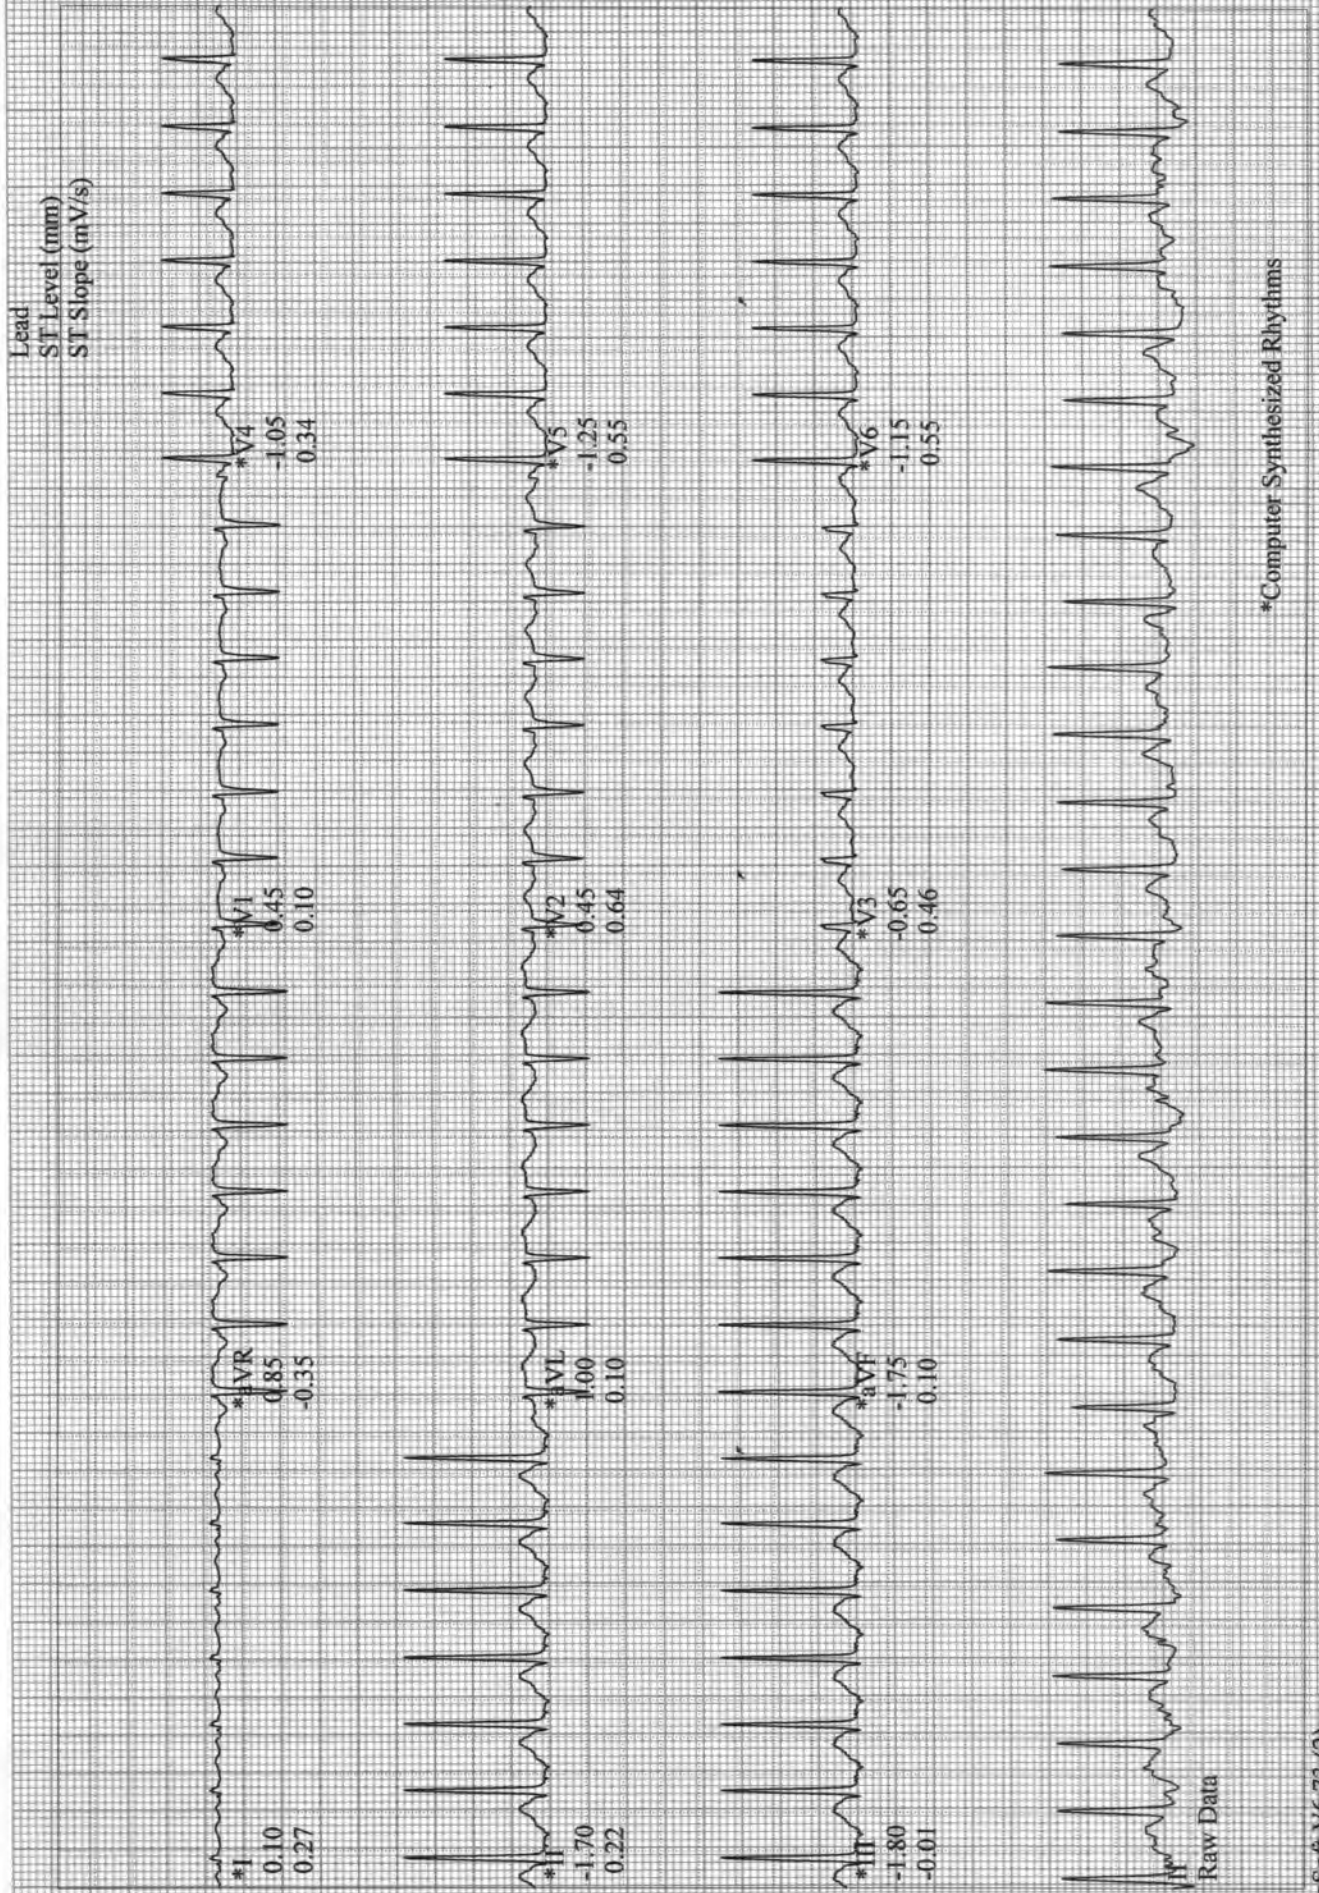 Lead
ST Level (mm)
ST Slope (mV/s)
*I
0.10
0.27
*aVR
0.85
-0.35
*V1
0.45
0.10
*V4
-1.05
0.34
*II
-1.70
0.22
*aVL
1.00
0.10
*V2
0.45
0.64
*V5
-1.25
0.55
*III
-1.80
-0.01
*aVF
-1.75
0.10
*V3
-0.65
0.46
*V6
-1.15
0.55
II
Raw Data
*Computer Synthesized Rhythms